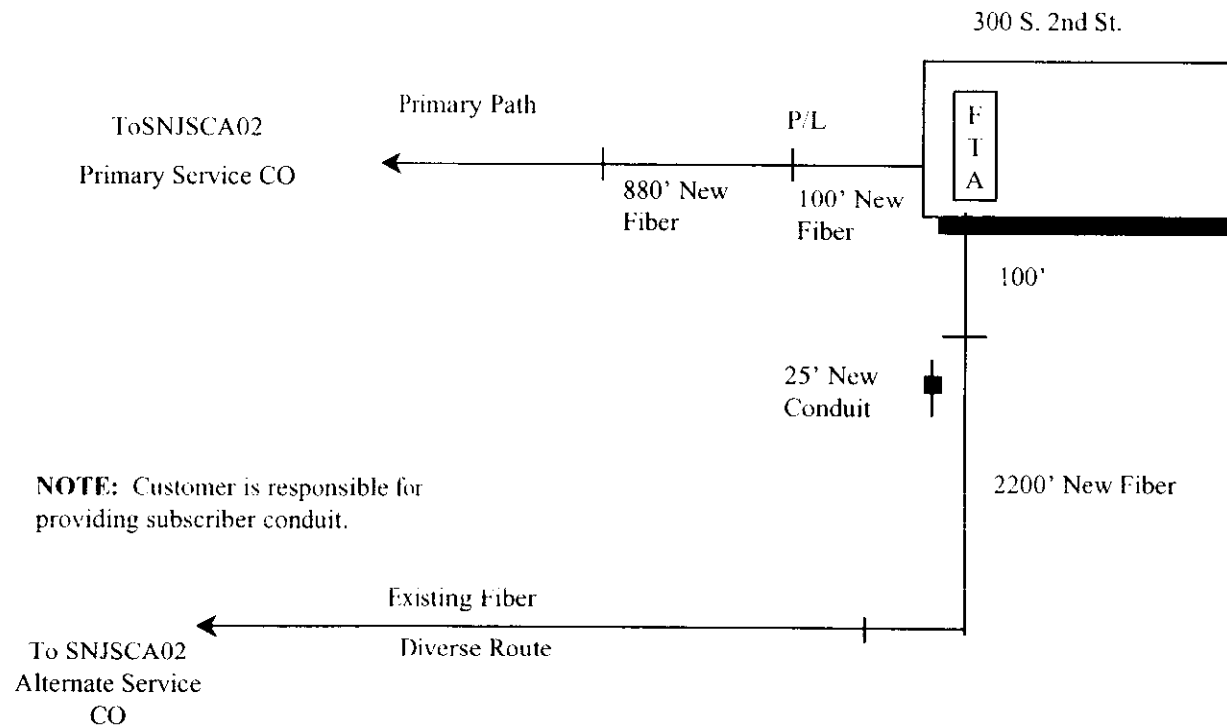 300 S. 2nd St.
ToSNJSCA02
Primary Service CO
Primary Path
P/L
F
T
A
880' New
Fiber
100' New
Fiber
100'
25' New
Conduit
2200' New Fiber
NOTE: Customer is responsible for
providing subscriber conduit.
Existing Fiber
Diverse Route
To SNJSCA02
Alternate Service
CO